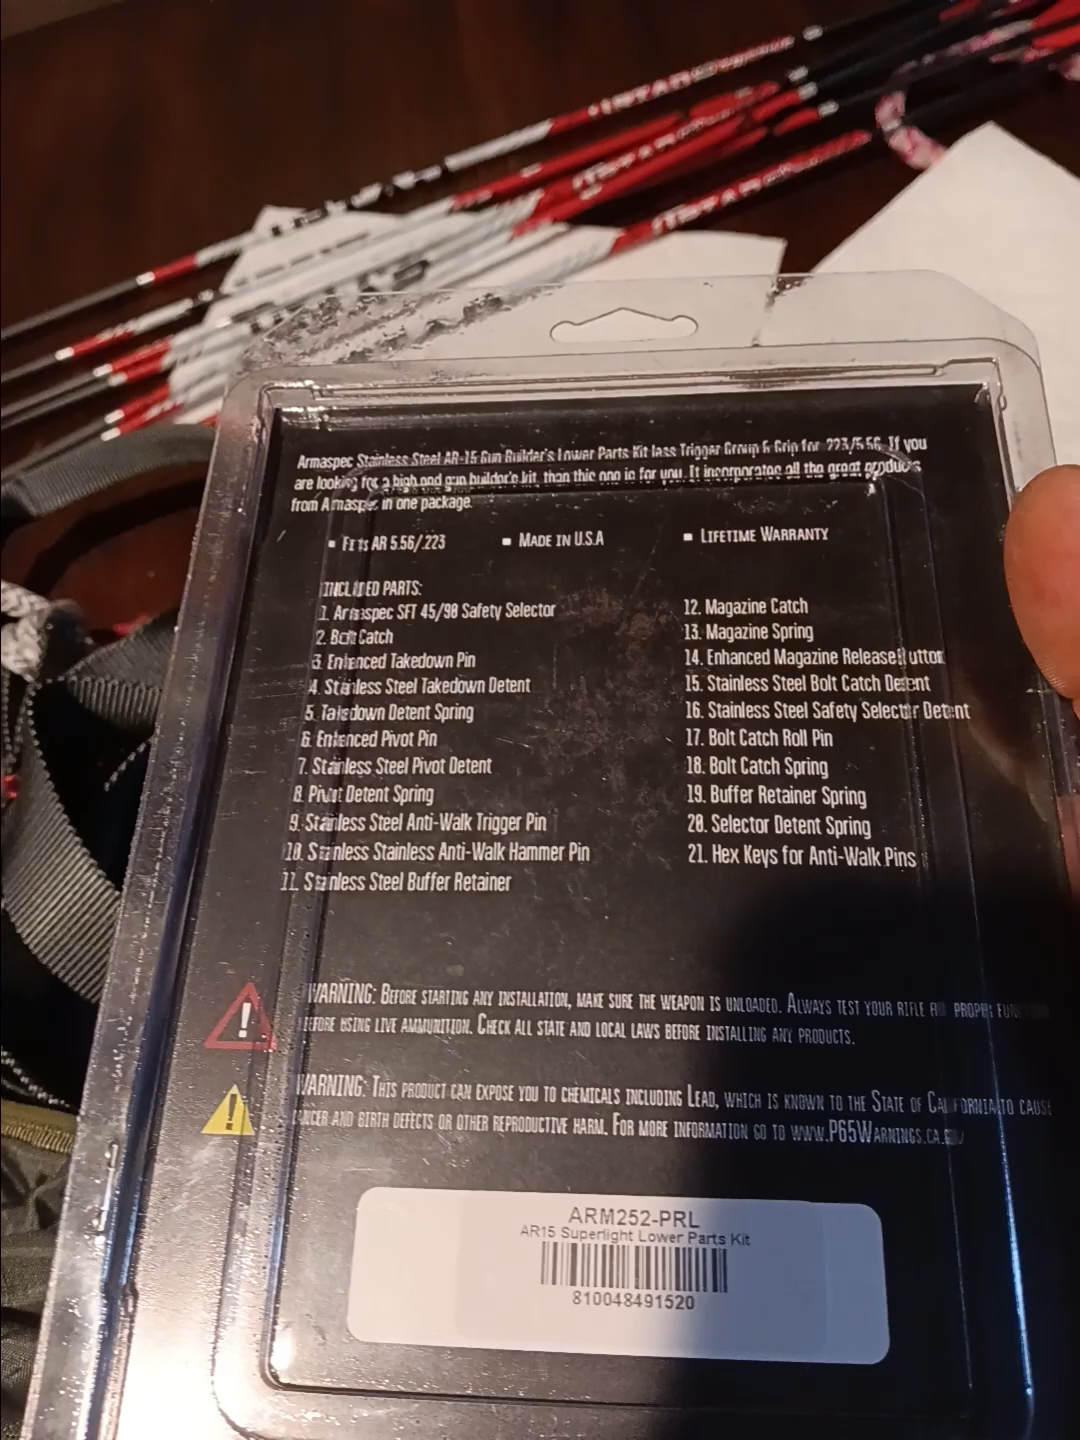 Armaspec Stainless Steel AR-15 Gun Builder's Lower Parts Kit less Trigger Group & Grip for .223/5.56. If you
are looking for a high end gun builder's kit, than this one is for you. It incorporates all the great products
from Armaspec in one package.
▪ Fits AR 5.56/.223 ▪ Made in U.S.A ▪ Lifetime Warranty
INCLUDED PARTS:
1. Armaspec SFT 45/90 Safety Selector
2. Bolt Catch
3. Enhanced Takedown Pin
4. Stainless Steel Takedown Detent
5. Takedown Detent Spring
6. Enhanced Pivot Pin
7. Stainless Steel Pivot Detent
8. Pivot Detent Spring
9. Stainless Steel Anti-Walk Trigger Pin
10. Stainless Stainless Anti-Walk Hammer Pin
11. Stainless Steel Buffer Retainer
12. Magazine Catch
13. Magazine Spring
14. Enhanced Magazine Release Button
15. Stainless Steel Bolt Catch Detent
16. Stainless Steel Safety Selector Detent
17. Bolt Catch Roll Pin
18. Bolt Catch Spring
19. Buffer Retainer Spring
20. Selector Detent Spring
21. Hex Keys for Anti-Walk Pins
WARNING: Before starting any installation, make sure the weapon is unloaded. Always test your rifle for proper function
before using live ammunition. Check all state and local laws before installing any products.
WARNING: This product can expose you to chemicals including Lead, which is known to the State of California to cause
cancer and birth defects or other reproductive harm. For more information go to www.P65Warnings.ca.gov
ARM252-PRL
AR15 Superlight Lower Parts Kit
810048491520